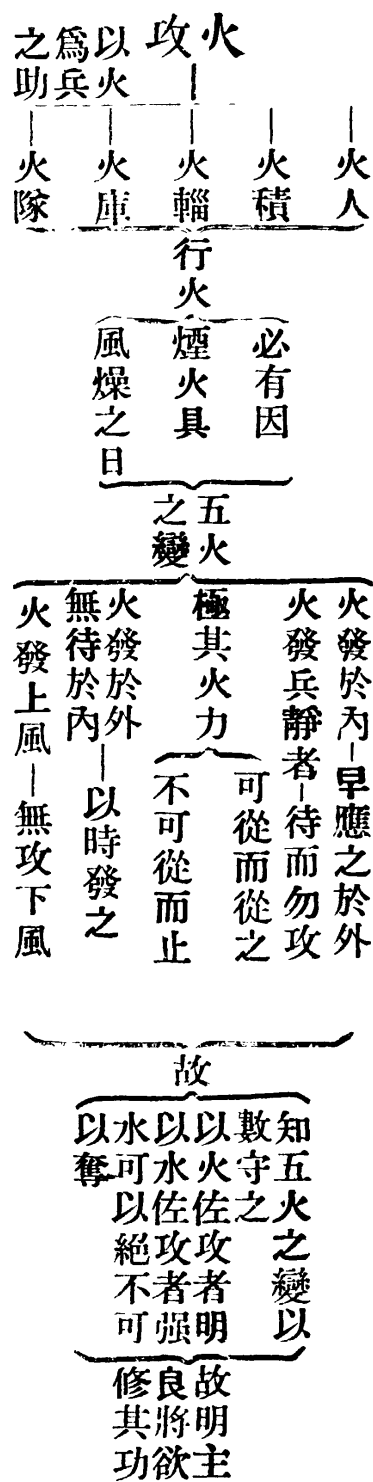 火攻
以火
爲兵
之助
火人
火積
火輜
火庫
火隊
行火
必有因
煙火具
風燥之日
五火
之變
火發於內
早應之於外
火發兵靜者
待而勿攻
極其火力
可從而從之
不可從而止
火發於外
無待於內
以時發之
火發上風
無攻下風
故
知五火之變以
數守之
以火佐攻者明
以水佐攻者强
水可以絕不可
以奪
故明主
良將欲
修其功